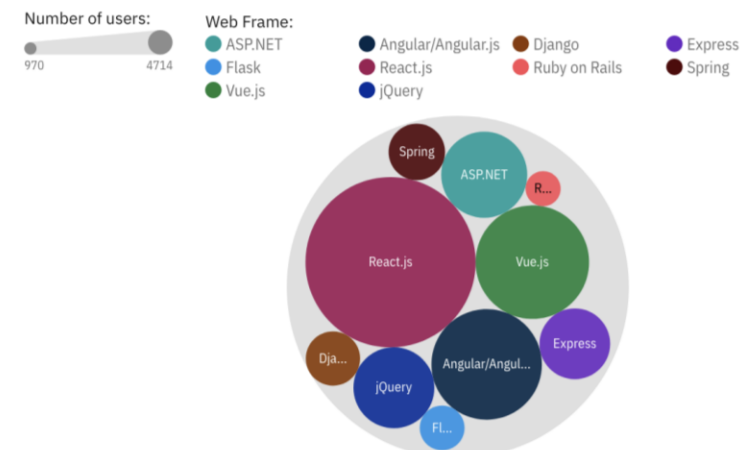 Number of users:
970 4714
Web Frame:
ASP.NET Angular/Angular.js Django Express
Flask React.js Ruby on Rails Spring
Vue.js jQuery
Spring
ASP.NET
R...
React.js
Vue.js
Express
Dja...
Angular/Angul...
jQuery
Fl...